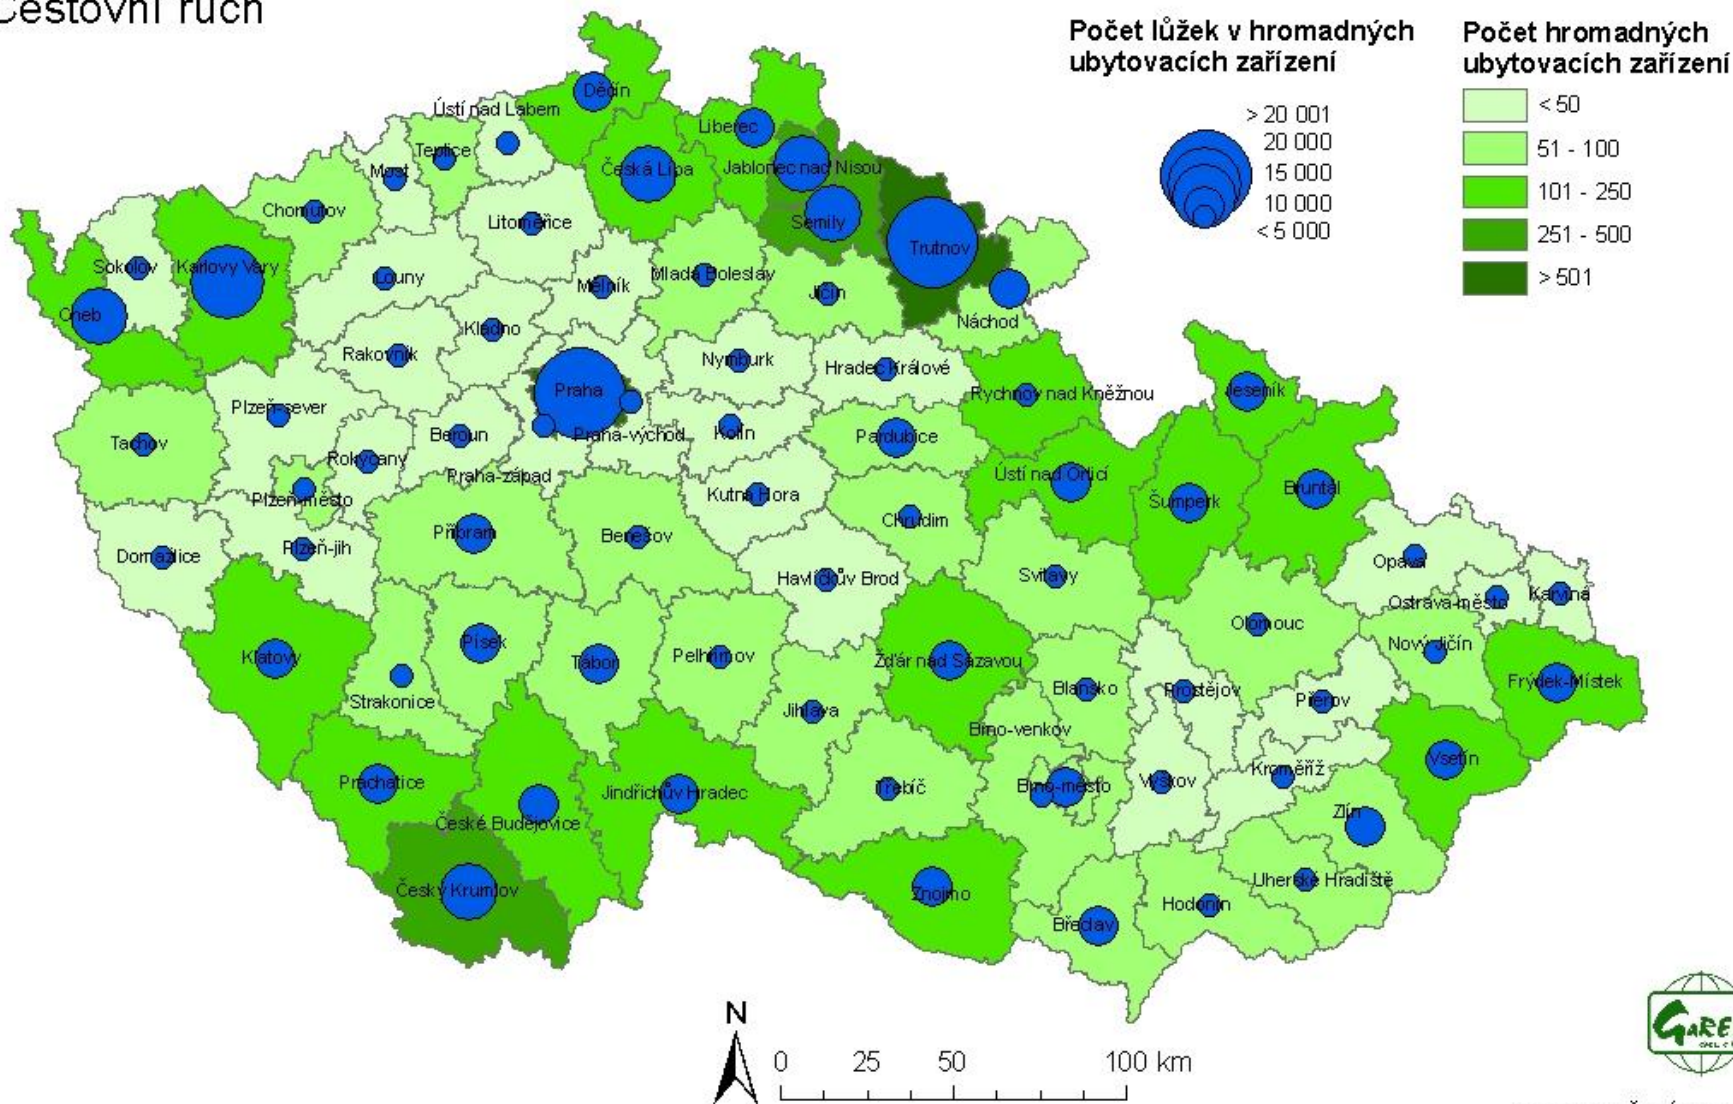 Cestovní ruch
Počet lůžek v hromadných
ubytovacích zařízení
> 20 001
20 000
15 000
10 000
< 5 000
Počet hromadných
ubytovacích zařízení
< 50
51 - 100
101 - 250
251 - 500
> 501
Děčín
Ústí nad Labem
Liberec
Teplice
Most
Česká Lípa
Jablonec nad Nisou
Chomutov
Litoměřice
Semily
Trutnov
Sokolov
Karlovy Vary
Louny
Mělník
Mladá Boleslav
Jičín
Cheb
Náchod
Kladno
Rakovník
Nymburk
Hradec Králové
Praha
Rychnov nad Kněžnou
Jeseník
Plzeň-sever
Tachov
Beroun
Praha-východ
Kolín
Pardubice
Rokycany
Praha-západ
Ústí nad Orlicí
Plzeň-město
Kutná Hora
Šumperk
Bruntál
Chrudim
Příbram
Benešov
Domažlice
Plzeň-jih
Havlíčkův Brod
Svitavy
Opava
Ostrava-město
Karviná
Olomouc
Klatovy
Písek
Tábor
Pelhřimov
Žďár nad Sázavou
Nový Jičín
Strakonice
Blansko
Prostějov
Přerov
Frýdek-Místek
Jihlava
Brno-venkov
Vsetín
Prachatice
Jindřichův Hradec
Třebíč
Brno-město
Vyškov
Kroměříž
České Budějovice
Zlín
Český Krumlov
Znojmo
Uherské Hradiště
Hodonín
Břeclav
N
0 25 50 100 km
GaRE